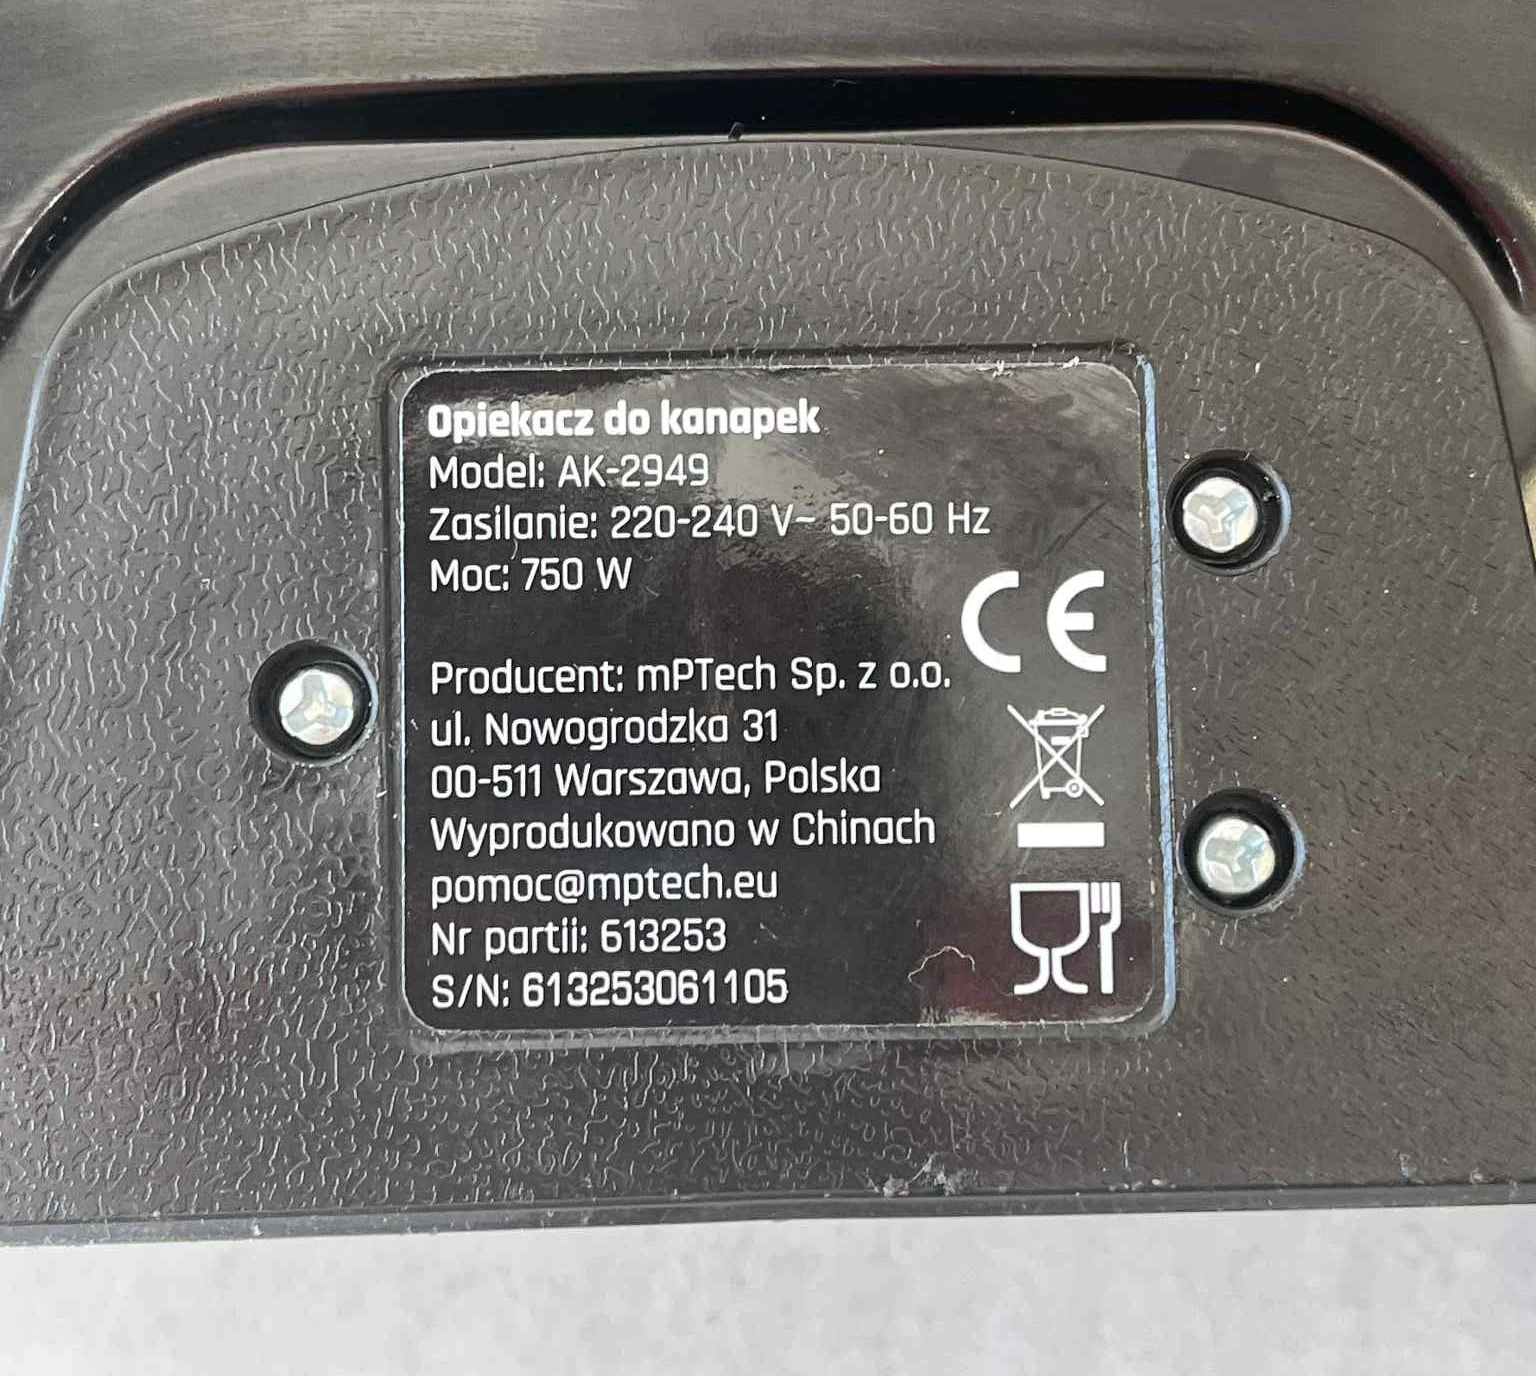 Opiekacz do kanapek
Model: AK-2949
Zasilanie: 220-240 V~ 50-60 Hz
Moc: 750 W
CE
Producent: mPTech Sp. z o.o.
ul. Nowogrodzka 31
00-511 Warszawa, Polska
Wyprodukowano w Chinach
pomoc@mptech.eu
Nr partii: 613253
S/N: 613253061105